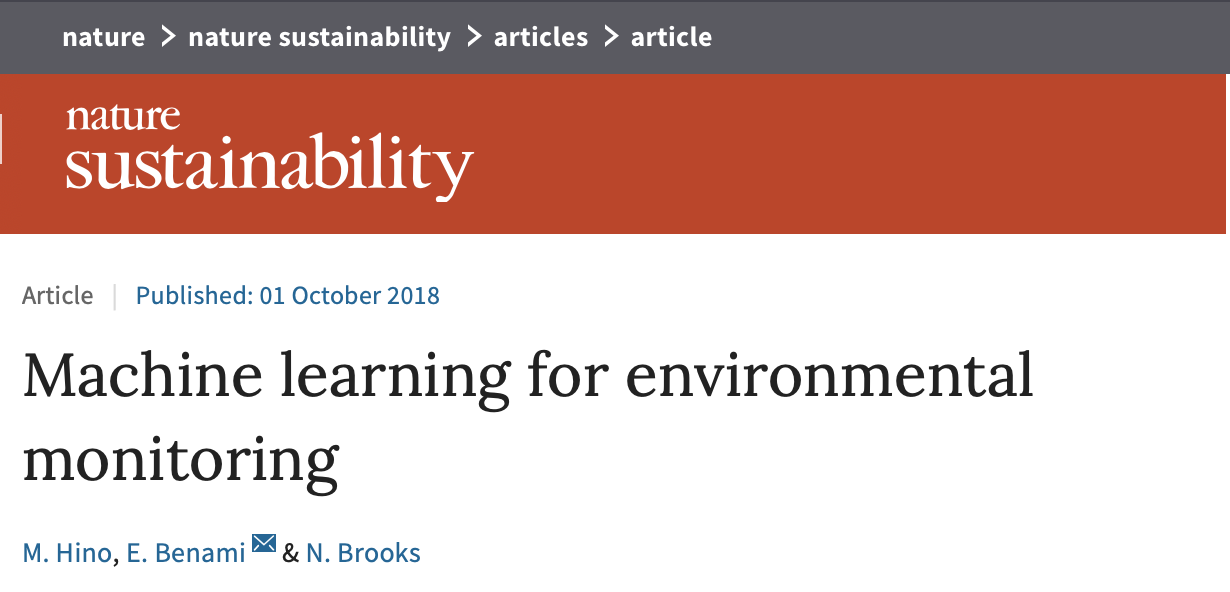 nature > nature sustainability > articles > article
nature
sustainability
Article | Published: 01 October 2018
Machine learning for environmental
monitoring
M. Hino, E. Benami & N. Brooks